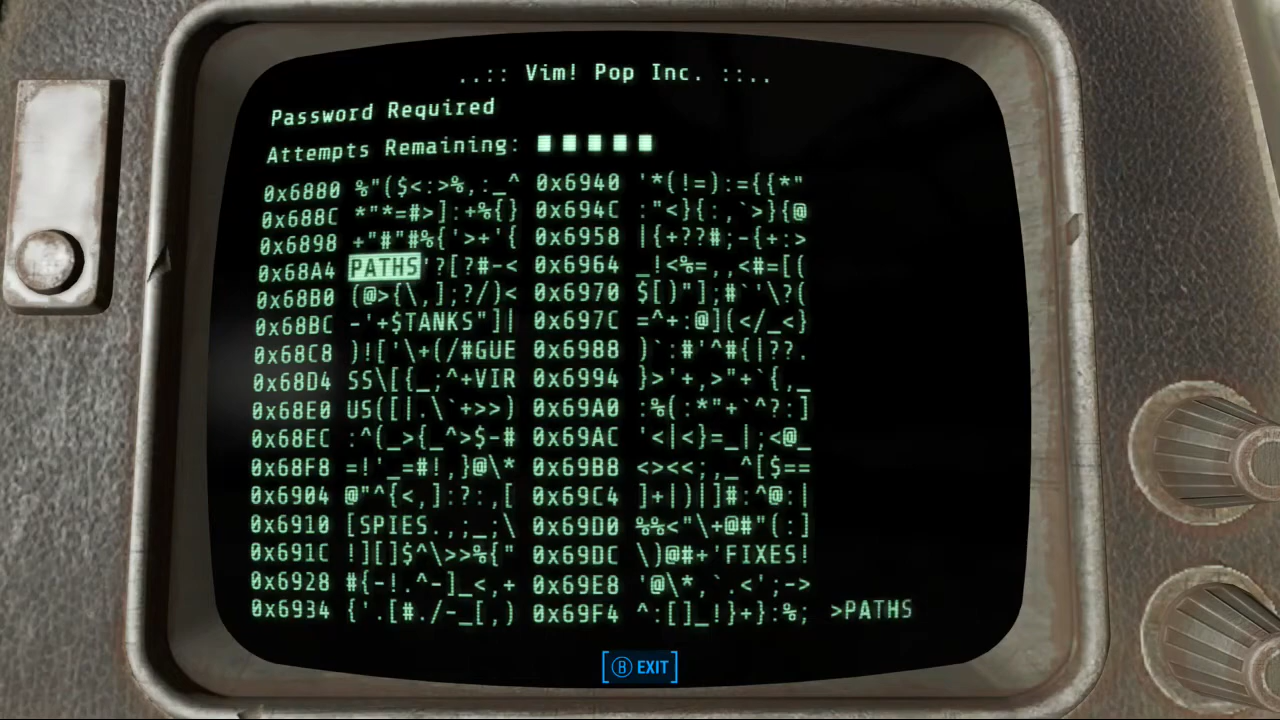 ..:: Vim! Pop Inc. ::..
Password Required
Attempts Remaining: ■ ■ ■ ■ ■
0x6880 %"($<:>%,:_^ 0x6940 '*(!=):={{*"
0x688C *"*=#>]:+%{} 0x694C :"<}{:,`>}{@
0x6898 +"#"#%{'>+'{ 0x6958 |{+??#;-{+:>
0x68A4 PATHS'?[?#-< 0x6964 _!<%=,,<#=[(
0x68B0 (@>{\,];?/)< 0x6970 $[)"];#`'\?(
0x68BC -'+$TANKS"]| 0x697C =^+:@](</_<}
0x68C8 )!['\+(/#GUE 0x6988 )`:#'^#{|??.
0x68D4 SS\[{_;^+VIR 0x6994 }>'+,>"+`{,_
0x68E0 US([|.\`+>>) 0x69A0 :%(:*"+`^?:]
0x68EC :^(_>{_^>$-# 0x69AC '<|<}=_|;<@_
0x68F8 =!'_=#!,}@\* 0x69B8 <><<;,_^[$==
0x6904 @"^{<,]:?:,[ 0x69C4 ]+|)|]#:^@:|
0x6910 [SPIES.,;_;\ 0x69D0 %%<"\+@#"(:]
0x691C !][]$^\>>%{" 0x69DC \)@#+'FIXES!
0x6928 #{-!.^-]_<,+ 0x69E8 '@\*,`.<';->
0x6934 {'.[#./-_[,) 0x69F4 ^:[]_!}+}:%; >PATHS
B EXIT